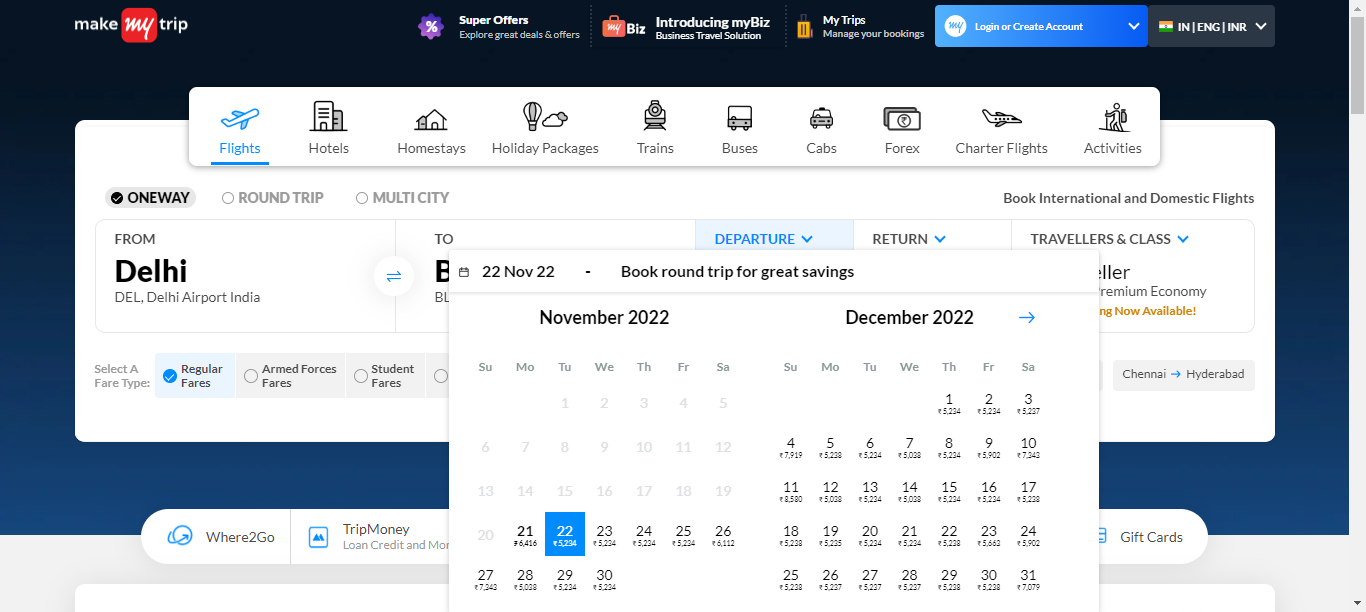 make my trip
Super Offers
Explore great deals & offers
myBiz
Introducing myBiz
Business Travel Solution
My Trips
Manage your bookings
my
Login or Create Account
IN | ENG | INR
Flights
Hotels
Homestays
Holiday Packages
Trains
Buses
Cabs
Forex
Charter Flights
Activities
ONEWAY
ROUND TRIP
MULTI CITY
Book International and Domestic Flights
FROM
Delhi
DEL, Delhi Airport India
TO
DEPARTURE
RETURN
TRAVELLERS & CLASS
22 Nov 22 - Book round trip for great savings
Economy
Now Available!
Select A
Fare Type:
Regular
Fares
Armed Forces
Fares
Student
Fares
Chennai → Hyderabad
November 2022
Su Mo Tu We Th Fr Sa
1 2 3 4 5
6 7 8 9 10 11 12
13 14 15 16 17 18 19
20 21 22 23 24 25 26
₹ 6,416 ₹ 5,234 ₹ 5,234 ₹ 5,234 ₹ 5,234 ₹ 6,112
27 28 29 30
₹ 7,343 ₹ 5,038 ₹ 5,234 ₹ 5,234
December 2022
Su Mo Tu We Th Fr Sa
1 2 3
₹ 5,234 ₹ 5,234 ₹ 5,237
4 5 6 7 8 9 10
₹ 7,919 ₹ 5,238 ₹ 5,234 ₹ 5,038 ₹ 5,234 ₹ 5,902 ₹ 7,343
11 12 13 14 15 16 17
₹ 8,580 ₹ 5,038 ₹ 5,234 ₹ 5,038 ₹ 5,234 ₹ 5,234 ₹ 5,238
18 19 20 21 22 23 24
₹ 5,238 ₹ 5,235 ₹ 5,234 ₹ 5,234 ₹ 5,238 ₹ 5,663 ₹ 5,902
25 26 27 28 29 30 31
₹ 5,238 ₹ 5,237 ₹ 5,237 ₹ 5,237 ₹ 5,238 ₹ 5,238 ₹ 7,079
Where2Go
TripMoney
Loan Credit and
Gift Cards